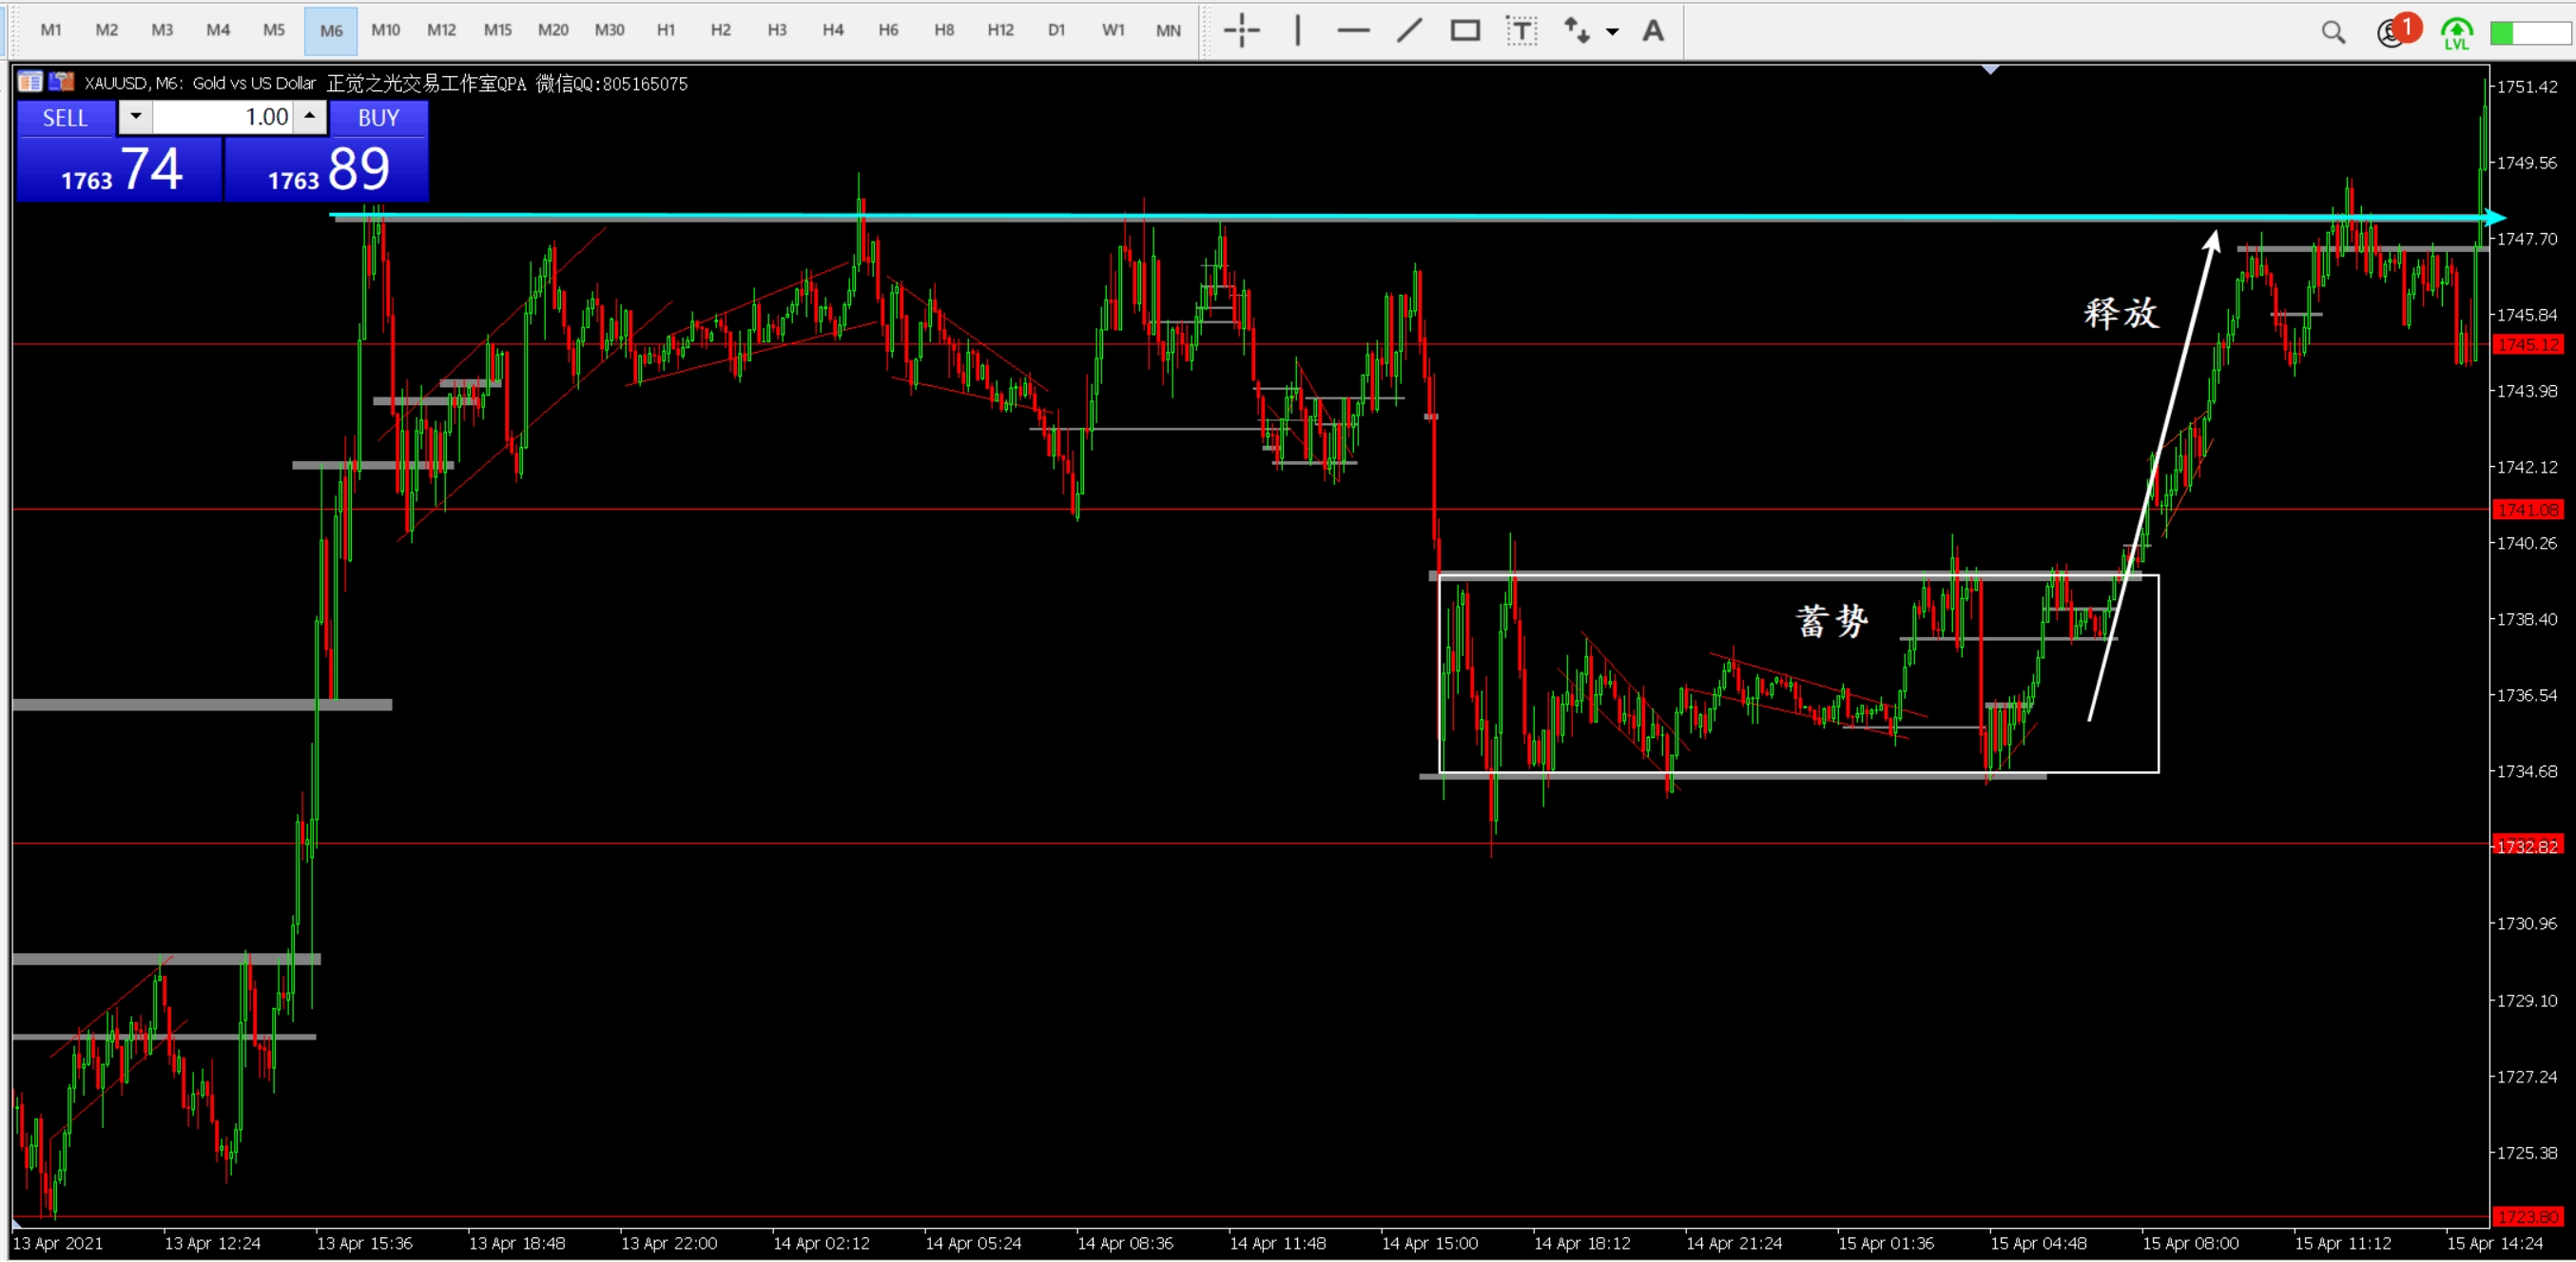 M1 M2 M3 M4 M5 M6 M10 M12 M15 M20 M30 H1 H2 H3 H4 H6 H8 H12 D1 W1 MN T A 1 LVL
XAUUSD, M6: Gold vs US Dollar 正觉之光交易工作室QPA 微信QQ:805165075
SELL 1.00 BUY
1763 74 1763 89
1751.42
1749.56
1747.70
释放
1745.84
1745.12
1743.98
1742.12
1741.08
1740.26
蓄势
1738.40
1736.54
1734.68
1732.82
1730.96
1729.10
1727.24
1725.38
1723.80
13 Apr 2021 13 Apr 12:24 13 Apr 15:36 13 Apr 18:48 13 Apr 22:00 14 Apr 02:12 14 Apr 05:24 14 Apr 08:36 14 Apr 11:48 14 Apr 15:00 14 Apr 18:12 14 Apr 21:24 15 Apr 01:36 15 Apr 04:48 15 Apr 08:00 15 Apr 11:12 15 Apr 14:24